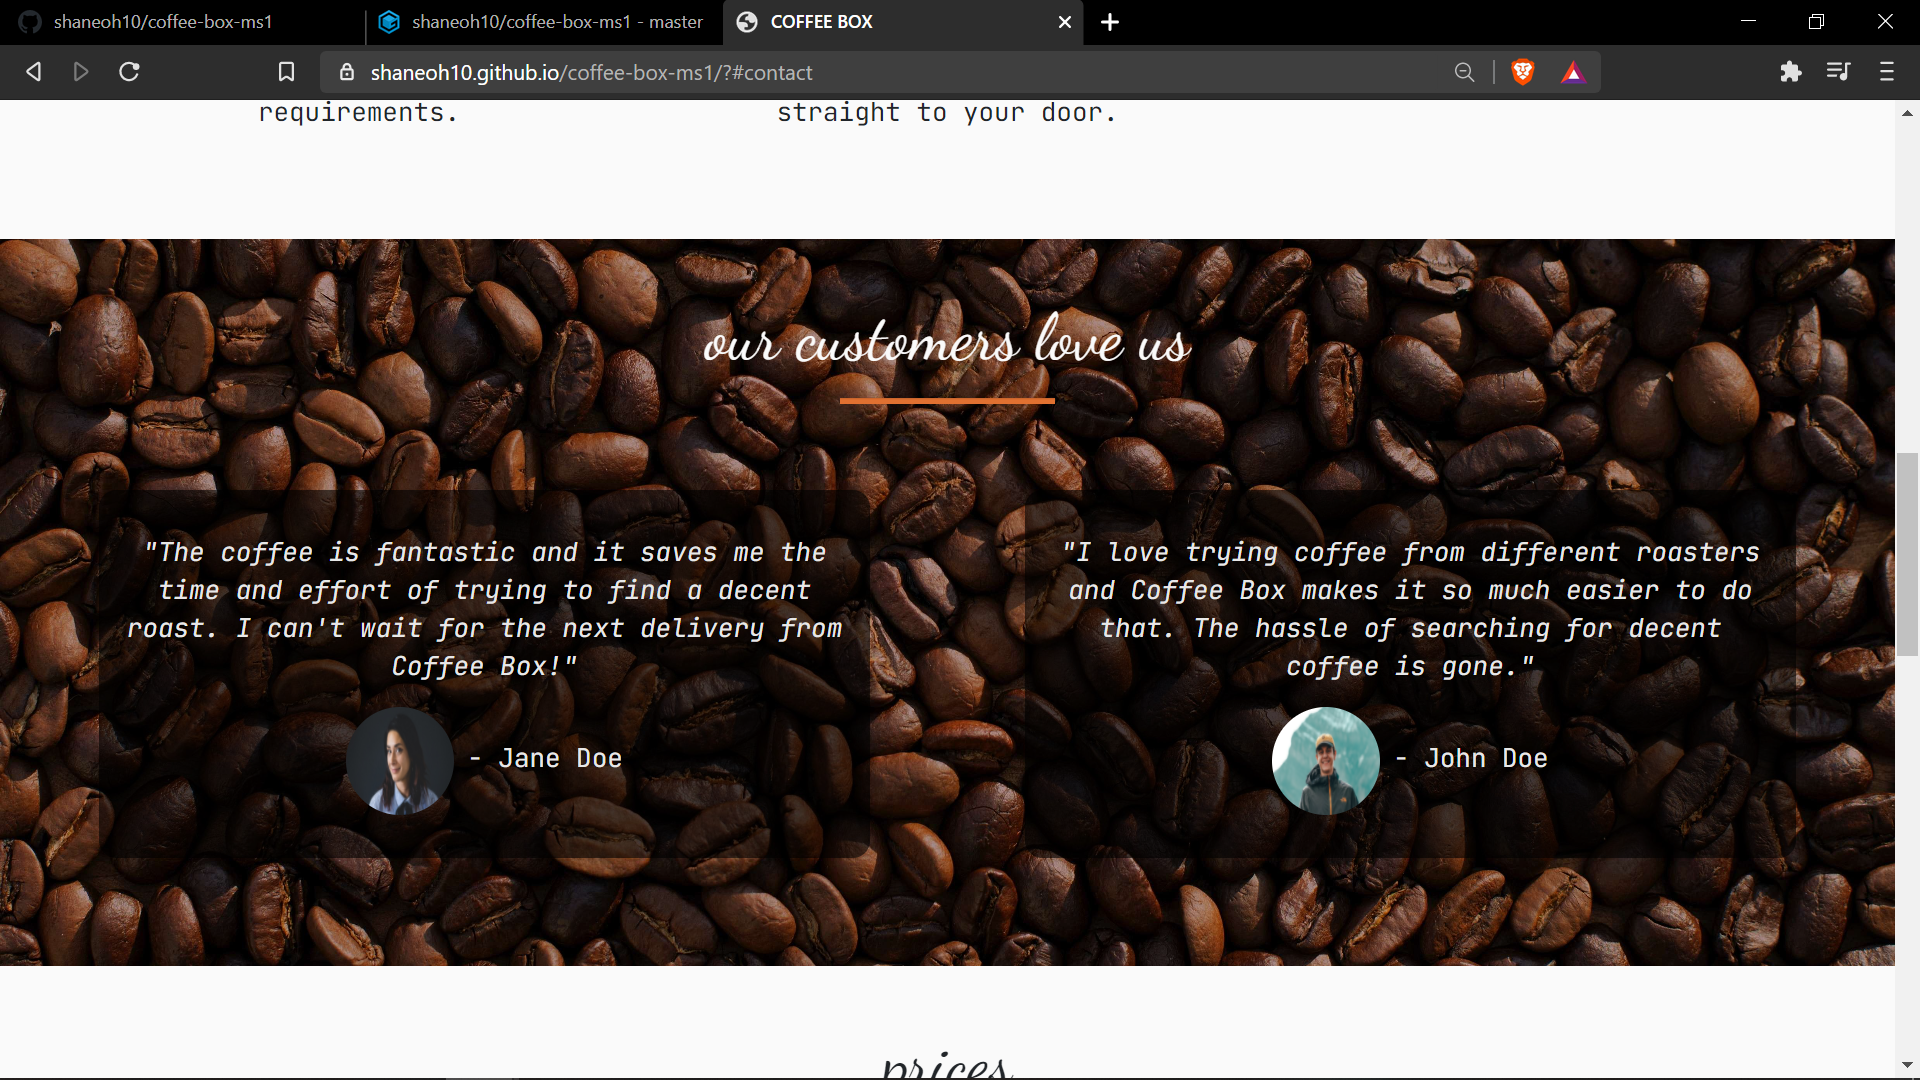 shaneoh10/coffee-box-ms1
shaneoh10/coffee-box-ms1 - master
COFFEE BOX
shaneoh10.github.io/coffee-box-ms1/?#contact
requirements.
straight to your door.
our customers love us
"The coffee is fantastic and it saves me the
time and effort of trying to find a decent
roast. I can't wait for the next delivery from
Coffee Box!"
- Jane Doe
"I love trying coffee from different roasters
and Coffee Box makes it so much easier to do
that. The hassle of searching for decent
coffee is gone."
- John Doe
prices